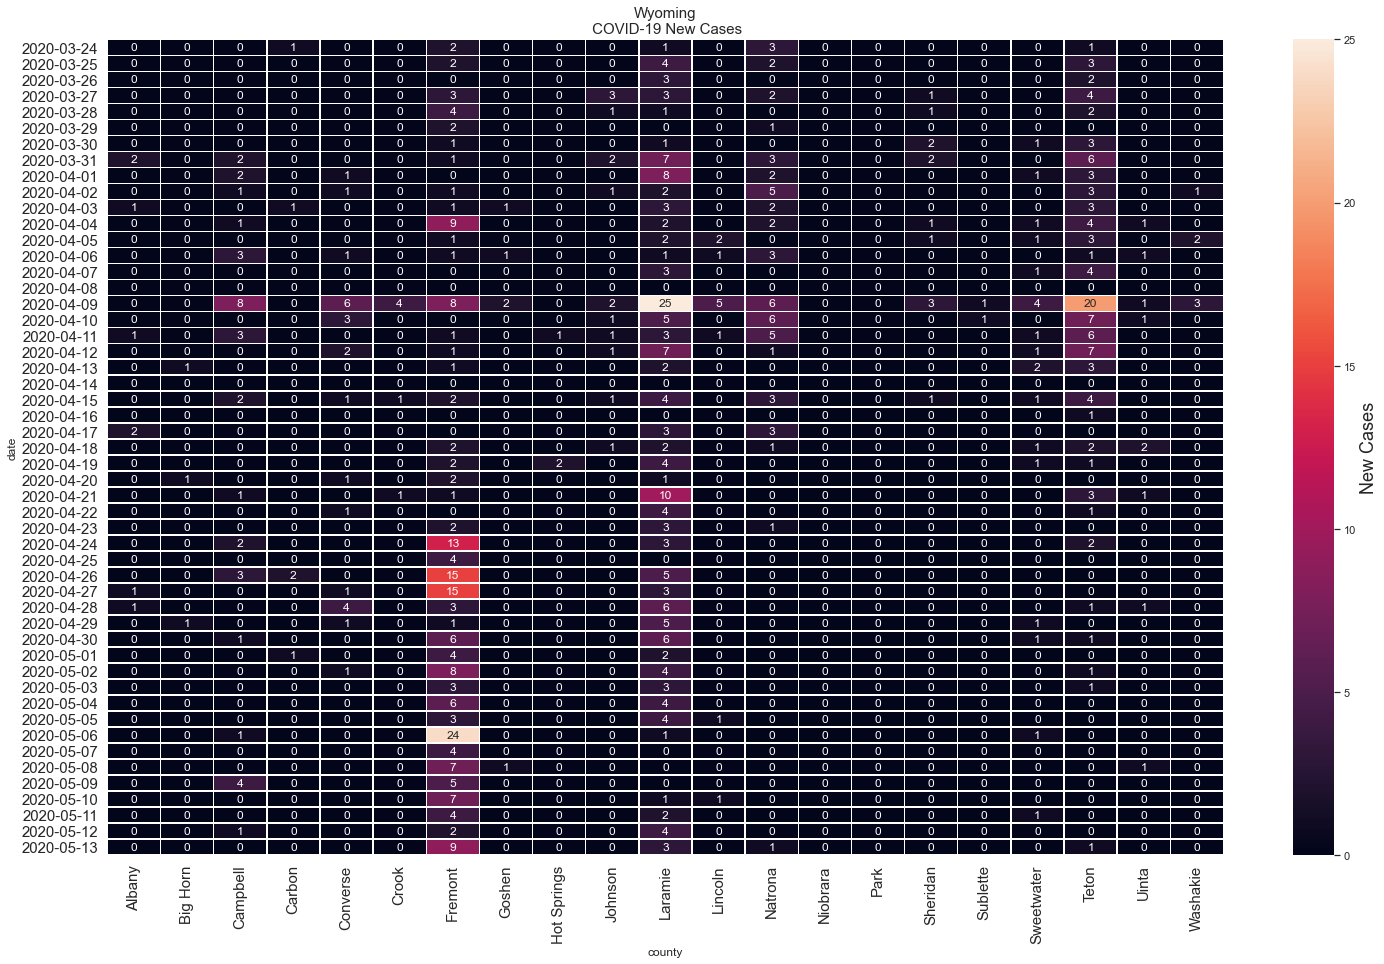 Wyoming
COVID-19 New Cases
2020-03-24 0 0 0 1 0 0 2 0 0 0 1 0 3 0 0 0 0 0 1 0 0
2020-03-25 0 0 0 0 0 0 2 0 0 0 4 0 2 0 0 0 0 0 3 0 0
2020-03-26 0 0 0 0 0 0 0 0 0 0 3 0 0 0 0 0 0 0 2 0 0
2020-03-27 0 0 0 0 0 0 3 0 0 3 3 0 2 0 0 1 0 0 4 0 0
2020-03-28 0 0 0 0 0 0 4 0 0 1 1 0 0 0 0 1 0 0 2 0 0
2020-03-29 0 0 0 0 0 0 2 0 0 0 0 0 1 0 0 0 0 0 0 0 0
2020-03-30 0 0 0 0 0 0 1 0 0 0 1 0 0 0 0 2 0 1 3 0 0
2020-03-31 2 0 2 0 0 0 1 0 0 2 7 0 3 0 0 2 0 0 6 0 0
2020-04-01 0 0 2 0 1 0 0 0 0 0 8 0 2 0 0 0 0 1 3 0 0
2020-04-02 0 0 1 0 1 0 1 0 0 1 2 0 5 0 0 0 0 0 3 0 1
2020-04-03 1 0 0 1 0 0 1 1 0 0 3 0 2 0 0 0 0 0 3 0 0
2020-04-04 0 0 1 0 0 0 9 0 0 0 2 0 2 0 0 1 0 1 4 1 0
2020-04-05 0 0 0 0 0 0 1 0 0 0 2 2 0 0 0 1 0 1 3 0 2
2020-04-06 0 0 3 0 1 0 1 1 0 0 1 1 3 0 0 0 0 0 1 1 0
2020-04-07 0 0 0 0 0 0 0 0 0 0 3 0 0 0 0 0 0 1 4 0 0
2020-04-08 0 0 0 0 0 0 0 0 0 0 0 0 0 0 0 0 0 0 0 0 0
2020-04-09 0 0 8 0 6 4 8 2 0 2 25 5 6 0 0 3 1 4 20 1 3
2020-04-10 0 0 0 0 3 0 0 0 0 1 5 0 6 0 0 0 1 0 7 1 0
2020-04-11 1 0 3 0 0 0 1 0 1 1 3 1 5 0 0 0 0 1 6 0 0
2020-04-12 0 0 0 0 2 0 1 0 0 1 7 0 1 0 0 0 0 1 7 0 0
2020-04-13 0 1 0 0 0 0 1 0 0 0 2 0 0 0 0 0 0 2 3 0 0
2020-04-14 0 0 0 0 0 0 0 0 0 0 0 0 0 0 0 0 0 0 0 0 0
2020-04-15 0 0 2 0 1 1 2 0 0 1 4 0 3 0 0 1 0 1 4 0 0
2020-04-16 0 0 0 0 0 0 0 0 0 0 0 0 0 0 0 0 0 0 1 0 0
2020-04-17 2 0 0 0 0 0 0 0 0 0 3 0 3 0 0 0 0 0 0 0 0
2020-04-18 0 0 0 0 0 0 2 0 0 1 2 0 1 0 0 0 0 1 2 2 0
2020-04-19 0 0 0 0 0 0 2 0 2 0 4 0 0 0 0 0 0 1 1 0 0
2020-04-20 0 1 0 0 1 0 2 0 0 0 1 0 0 0 0 0 0 0 0 0 0
2020-04-21 0 0 1 0 0 1 1 0 0 0 10 0 0 0 0 0 0 0 3 1 0
2020-04-22 0 0 0 0 1 0 0 0 0 0 4 0 0 0 0 0 0 0 1 0 0
2020-04-23 0 0 0 0 0 0 2 0 0 0 3 0 1 0 0 0 0 0 0 0 0
2020-04-24 0 0 2 0 0 0 13 0 0 0 3 0 0 0 0 0 0 0 2 0 0
2020-04-25 0 0 0 0 0 0 4 0 0 0 0 0 0 0 0 0 0 0 0 0 0
2020-04-26 0 0 3 2 0 0 15 0 0 0 5 0 0 0 0 0 0 0 0 0 0
2020-04-27 1 0 0 0 1 0 15 0 0 0 3 0 0 0 0 0 0 0 0 0 0
2020-04-28 1 0 0 0 4 0 3 0 0 0 6 0 0 0 0 0 0 0 1 1 0
2020-04-29 0 1 0 0 1 0 1 0 0 0 5 0 0 0 0 0 0 1 0 0 0
2020-04-30 0 0 1 0 0 0 6 0 0 0 6 0 0 0 0 0 0 1 1 0 0
2020-05-01 0 0 0 1 0 0 4 0 0 0 2 0 0 0 0 0 0 0 0 0 0
2020-05-02 0 0 0 0 1 0 8 0 0 0 4 0 0 0 0 0 0 0 1 0 0
2020-05-03 0 0 0 0 0 0 3 0 0 0 3 0 0 0 0 0 0 0 1 0 0
2020-05-04 0 0 0 0 0 0 6 0 0 0 4 0 0 0 0 0 0 0 0 0 0
2020-05-05 0 0 0 0 0 0 3 0 0 0 4 1 0 0 0 0 0 0 0 0 0
2020-05-06 0 0 1 0 0 0 24 0 0 0 1 0 0 0 0 0 0 1 0 0 0
2020-05-07 0 0 0 0 0 0 4 0 0 0 0 0 0 0 0 0 0 0 0 0 0
2020-05-08 0 0 0 0 0 0 7 1 0 0 0 0 0 0 0 0 0 0 0 1 0
2020-05-09 0 0 4 0 0 0 5 0 0 0 0 0 0 0 0 0 0 0 0 0 0
2020-05-10 0 0 0 0 0 0 7 0 0 0 1 1 0 0 0 0 0 0 0 0 0
2020-05-11 0 0 0 0 0 0 4 0 0 0 2 0 0 0 0 0 0 1 0 0 0
2020-05-12 0 0 1 0 0 0 2 0 0 0 4 0 0 0 0 0 0 0 0 0 0
2020-05-13 0 0 0 0 0 0 9 0 0 0 3 0 1 0 0 0 0 0 1 0 0
Albany Big Horn Campbell Carbon Converse Crook Fremont Goshen Hot Springs Johnson Laramie Lincoln Natrona Niobrara Park Sheridan Sublette Sweetwater Teton Uinta Washakie
county
date
25
20
15
10
5
0
New Cases